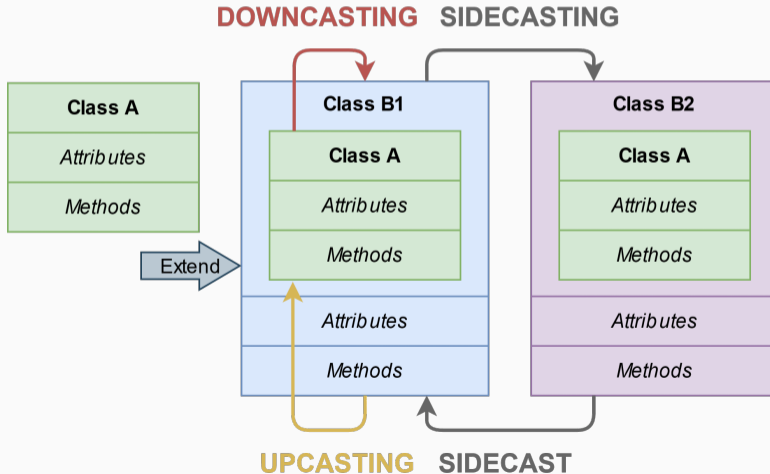 DOWNCASTING
SIDECASTING
Class A
Attributes
Methods
Extend
Class B1
Class A
Attributes
Methods
Attributes
Methods
Class B2
Class A
Attributes
Methods
Attributes
Methods
UPCASTING
SIDECAST